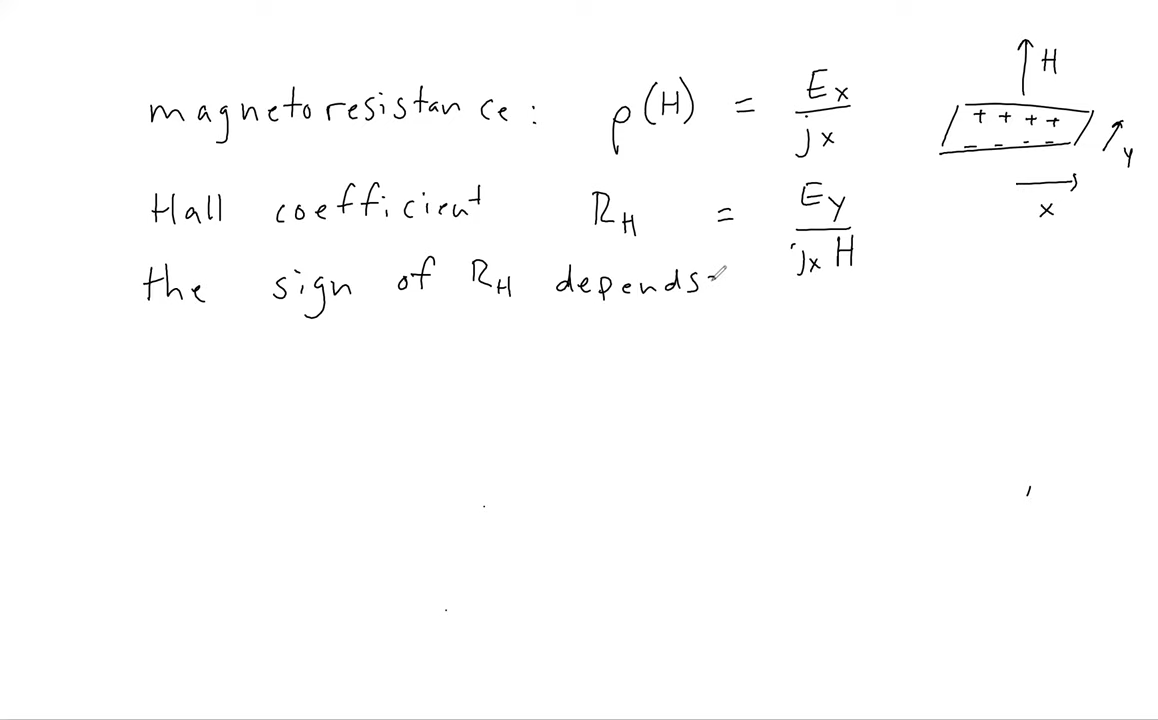 magnetoresistance: ρ(H) = Ex/jx
Hall coefficient RH = Ey/jxH
the sign of RH depends
H
+ + + +
- - - -
y
x